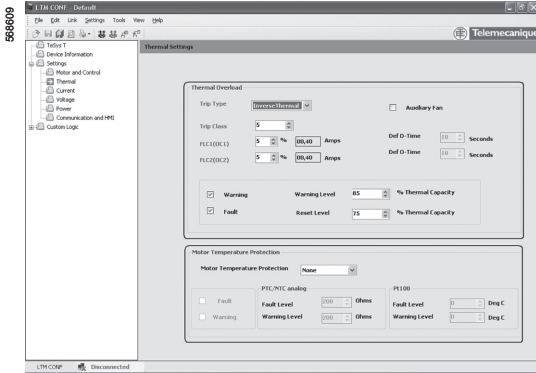 568609
LTM CONF - Default
File Edit Link Settings Tools View Help
Telemecanique
TeSys T
Device Information
Settings
Motor and Control
Thermal
Current
Voltage
Power
Communication and HMI
Custom Logic
Thermal Settings
Thermal Overload
Trip Type InverseThermal Auxiliary Fan
Trip Class 5
FLC1(OC1) 5 % 00,40 Amps Def O-Time 10 Seconds
FLC2(OC2) 5 % 00,40 Amps Def D-Time 10 Seconds
Warning Warning Level 85 % Thermal Capacity
Fault Reset Level 75 % Thermal Capacity
Motor Temperature Protection
Motor Temperature Protection None
PTC/NTC analog Pt100
Fault Fault Level 200 Ohms Fault Level 0 Deg C
Warning Warning Level 200 Ohms Warning Level 0 Deg C
LTM CONF Disconnected